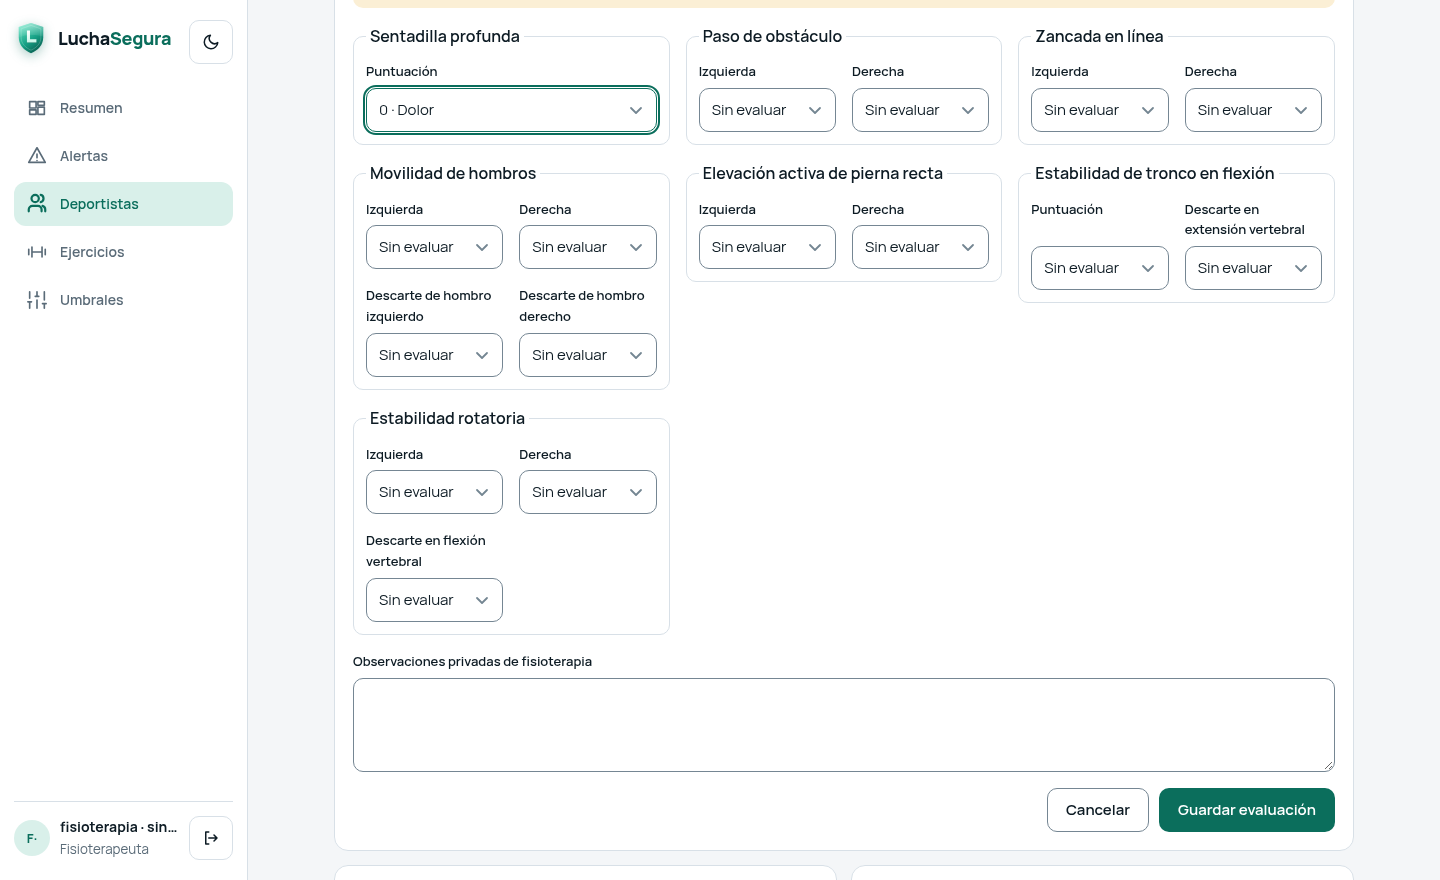 LuchaSegura
Resumen
Alertas
Deportistas
Ejercicios
Umbrales
F·
fisioterapia · sin...
Fisioterapeuta
Sentadilla profunda
Puntuación
0 · Dolor
Paso de obstáculo
Izquierda
Derecha
Sin evaluar
Sin evaluar
Zancada en línea
Izquierda
Derecha
Sin evaluar
Sin evaluar
Movilidad de hombros
Izquierda
Derecha
Sin evaluar
Sin evaluar
Descarte de hombro
izquierdo
Descarte de hombro
derecho
Sin evaluar
Sin evaluar
Elevación activa de pierna recta
Izquierda
Derecha
Sin evaluar
Sin evaluar
Estabilidad de tronco en flexión
Puntuación
Descarte en
extensión vertebral
Sin evaluar
Sin evaluar
Estabilidad rotatoria
Izquierda
Derecha
Sin evaluar
Sin evaluar
Descarte en flexión
vertebral
Sin evaluar
Observaciones privadas de fisioterapia
Cancelar
Guardar evaluación